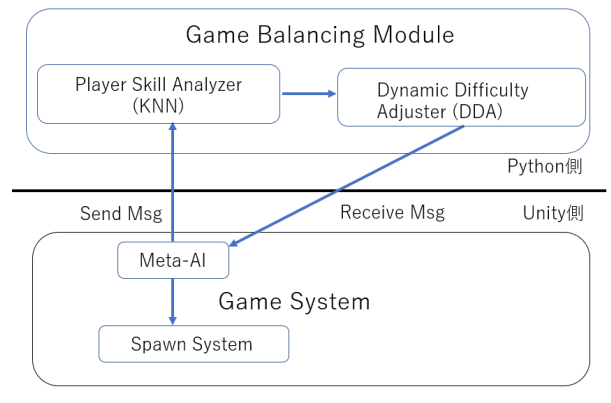 Game Balancing Module
Player Skill Analyzer
(KNN)
Dynamic Difficulty
Adjuster (DDA)
Python側
Send Msg
Receive Msg
Unity側
Meta-AI
Game System
Spawn System